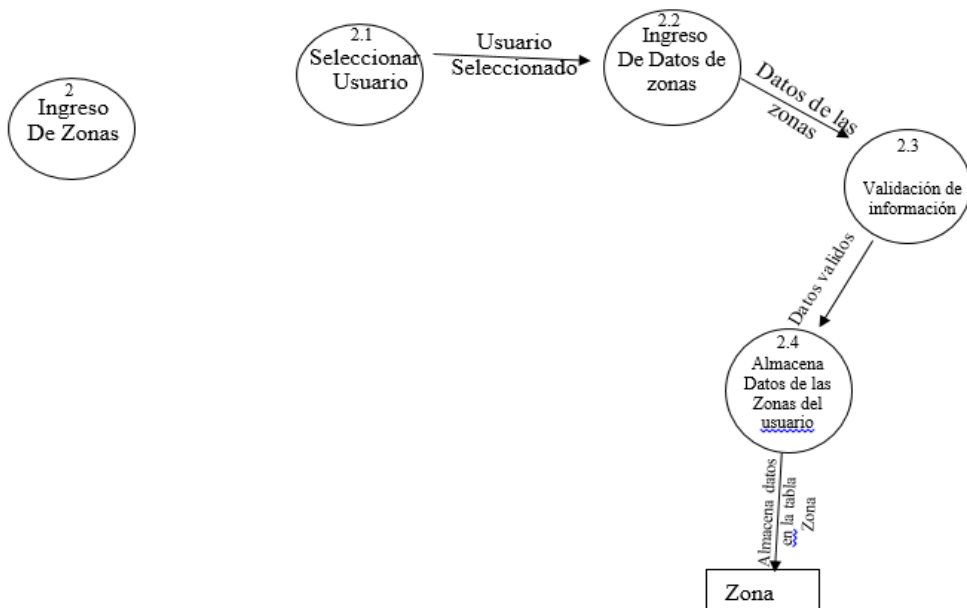 2
Ingreso
De Zonas
2.1
Seleccionar
Usuario
Usuario
Seleccionado
2.2
Ingreso
De Datos de
zonas
Datos de las
zonas
2.3
Validación de
información
Datos validos
2.4
Almacena
Datos de las
Zonas del
usuario
Almacena datos
en la tabla
Zona
Zona